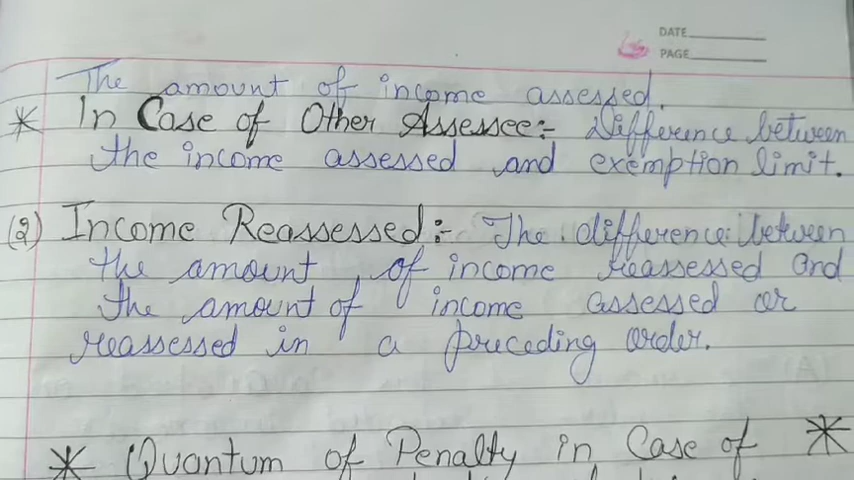 DATE
PAGE
The amount of income assessed.
* In Case of Other Assessee:- Difference between
the income assessed and exemption limit.
(2) Income Reassessed:- The difference between
the amount of income reassessed and
the amount of income assessed or
reassessed in a preceding order.
* Quantum of Penalty in Case of *